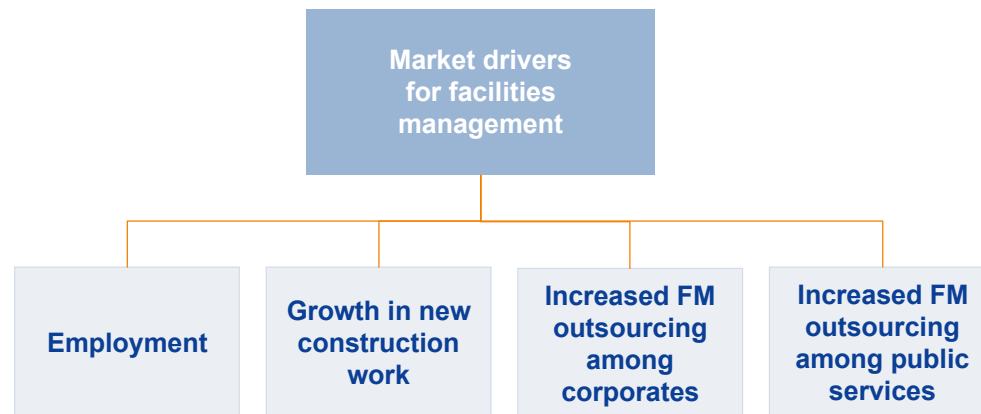 Market drivers
for facilities
management
Employment
Growth in new
construction
work
Increased FM
outsourcing
among
corporates
Increased FM
outsourcing
among public
services